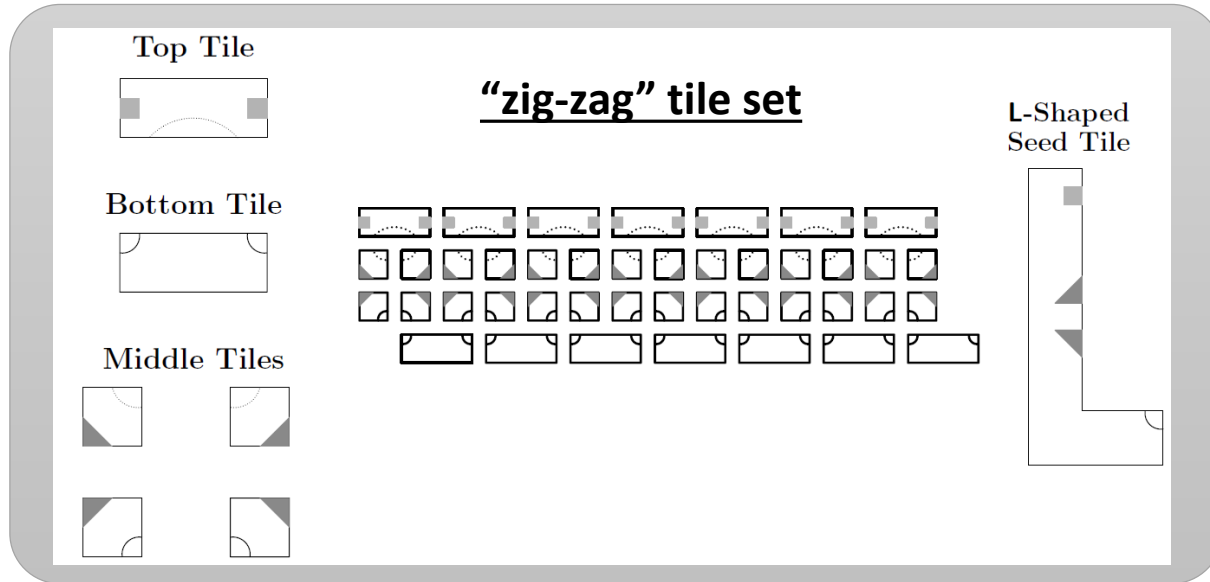 Top Tile
"zig-zag" tile set
L-Shaped
Seed Tile
Bottom Tile
Middle Tiles